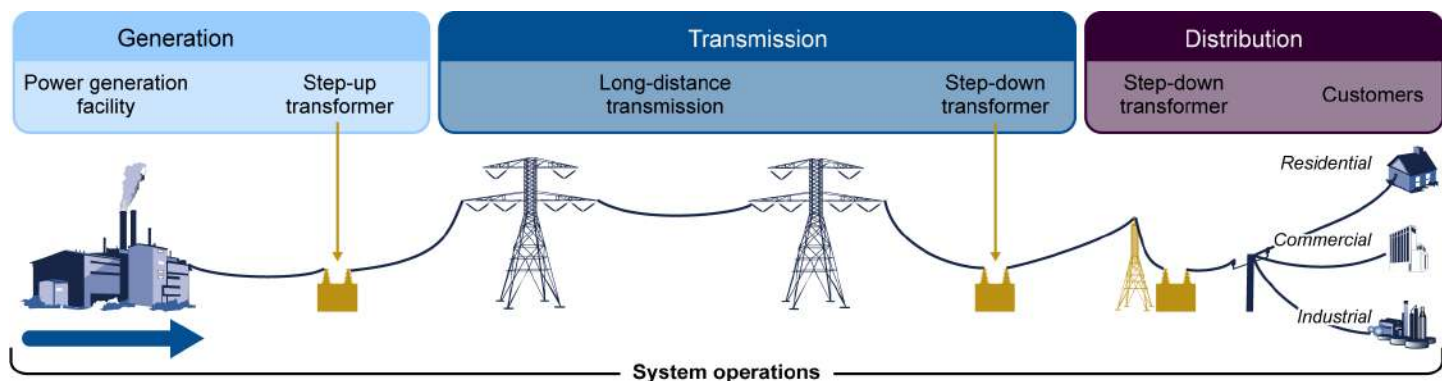 Generation
Transmission
Distribution
Power generation
facility
Step-up
transformer
Long-distance
transmission
Step-down
transformer
Step-down
transformer
Customers
Residential
Commercial
Industrial
System operations